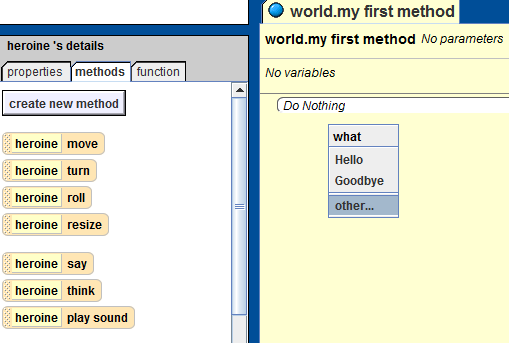 heroine 's details
properties methods function
create new method
heroine move
heroine turn
heroine roll
heroine resize
heroine say
heroine think
heroine play sound
world.my first method
world.my first method No parameters
No variables
Do Nothing
what
Hello
Goodbye
other...